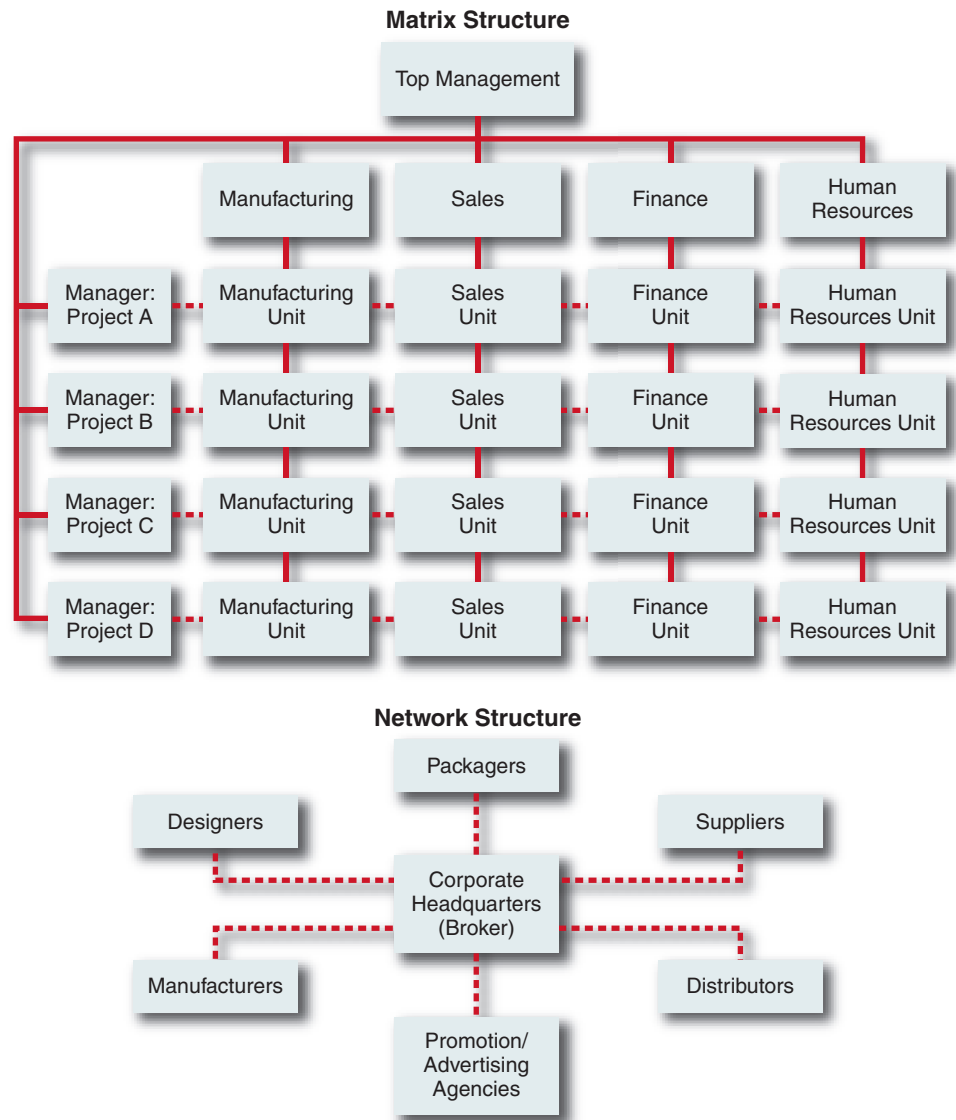 Matrix Structure
Top Management
Manufacturing
Sales
Finance
Human
Resources
Manager:
Project A
Manufacturing
Unit
Sales
Unit
Finance
Unit
Human
Resources Unit
Manager:
Project B
Manufacturing
Unit
Sales
Unit
Finance
Unit
Human
Resources Unit
Manager:
Project C
Manufacturing
Unit
Sales
Unit
Finance
Unit
Human
Resources Unit
Manager:
Project D
Manufacturing
Unit
Sales
Unit
Finance
Unit
Human
Resources Unit
Network Structure
Packagers
Designers
Suppliers
Corporate
Headquarters
(Broker)
Manufacturers
Distributors
Promotion/
Advertising
Agencies